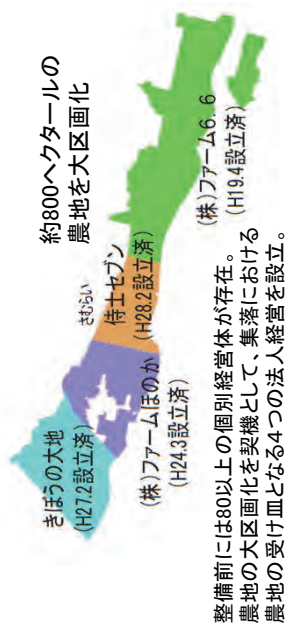 約800ヘクタールの
農地を大区画化
きぼうの大地
(H27.2設立済)
(株)ファームほのか
(H24.3設立済)
さむらい
侍士セブン
(H28.2設立済)
(株)ファーム6.6
(H19.4設立済)
整備前には80以上の個別経営体が存在。
農地の大区画化を契機として、集落における
農地の受け皿となる4つの法人経営を設立。